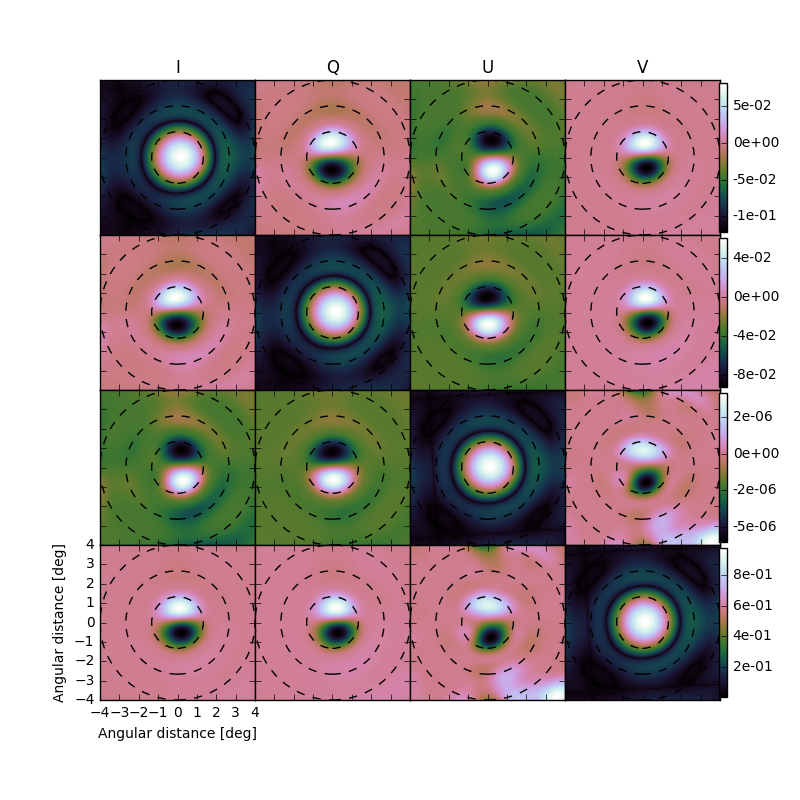 I Q U V
5e-02
0e+00
-5e-02
-1e-01
4e-02
0e+00
-4e-02
-8e-02
2e-06
0e+00
-2e-06
-5e-06
8e-01
6e-01
4e-01
2e-01
4
3
2
1
0
−1
−2
−3
−4
Angular distance [deg]
−4 −3 −2 −1 0 1 2 3 4
Angular distance [deg]